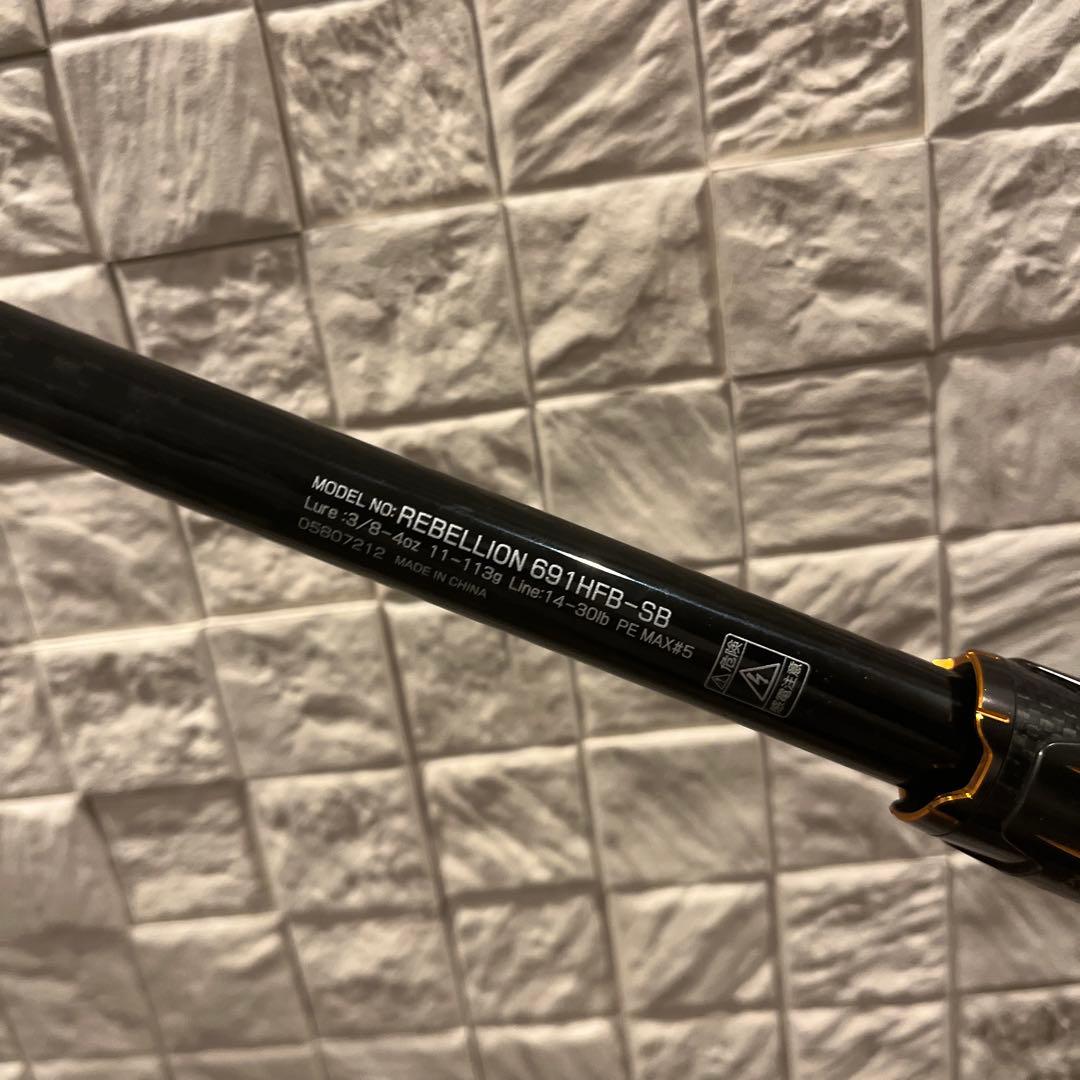 MODEL NO: REBELLION 691HFB-SB
Lure :3/8-4oz 11-113g Line:14-30lb PE MAX#5
05807212 MADE IN CHINA
危険
感電注意